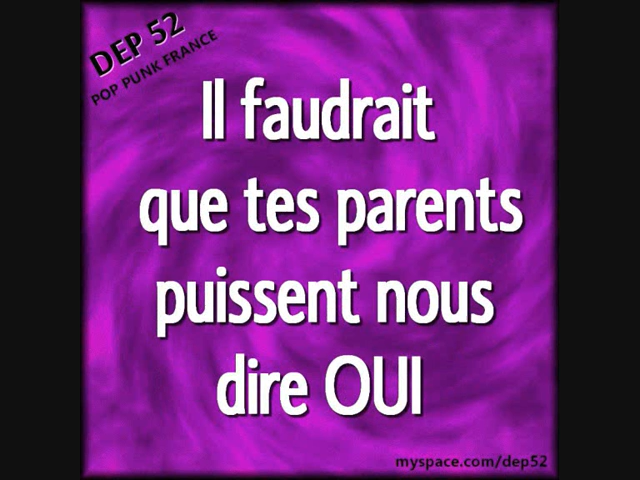 DEP 52
POP PUNK FRANCE
Il faudrait
que tes parents
puissent nous
dire OUI
myspace.com/dep52